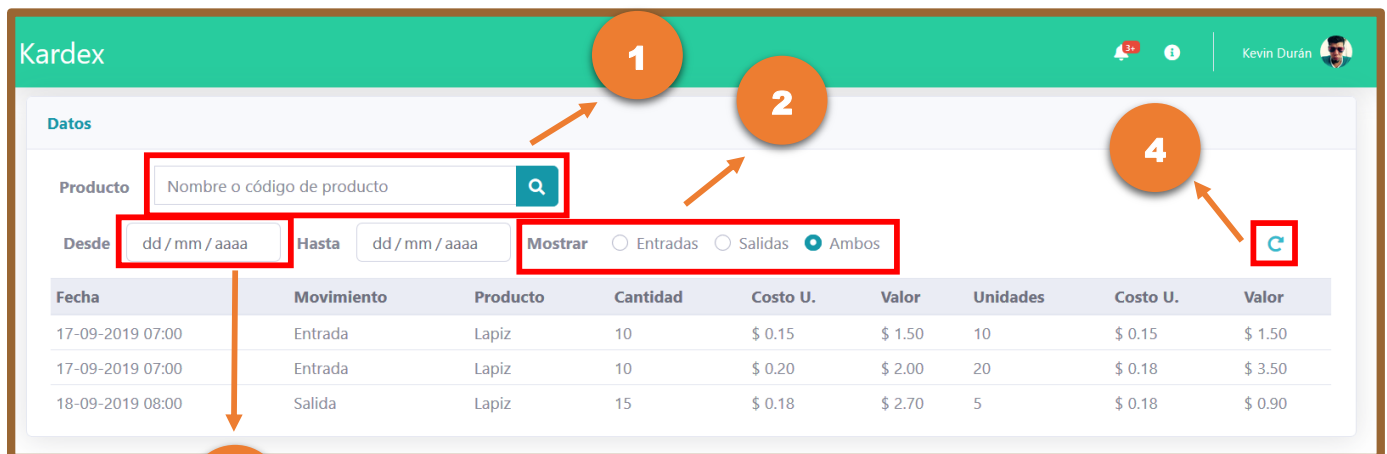 Kardex
1
3+
Kevin Durán
2
Datos
4
Producto Nombre o código de producto
Desde dd / mm / aaaa Hasta dd / mm / aaaa Mostrar Entradas Salidas Ambos
Fecha Movimiento Producto Cantidad Costo U. Valor Unidades Costo U. Valor
17-09-2019 07:00 Entrada Lapiz 10 $ 0.15 $ 1.50 10 $ 0.15 $ 1.50
17-09-2019 07:00 Entrada Lapiz 10 $ 0.20 $ 2.00 20 $ 0.18 $ 3.50
18-09-2019 08:00 Salida Lapiz 15 $ 0.18 $ 2.70 5 $ 0.18 $ 0.90